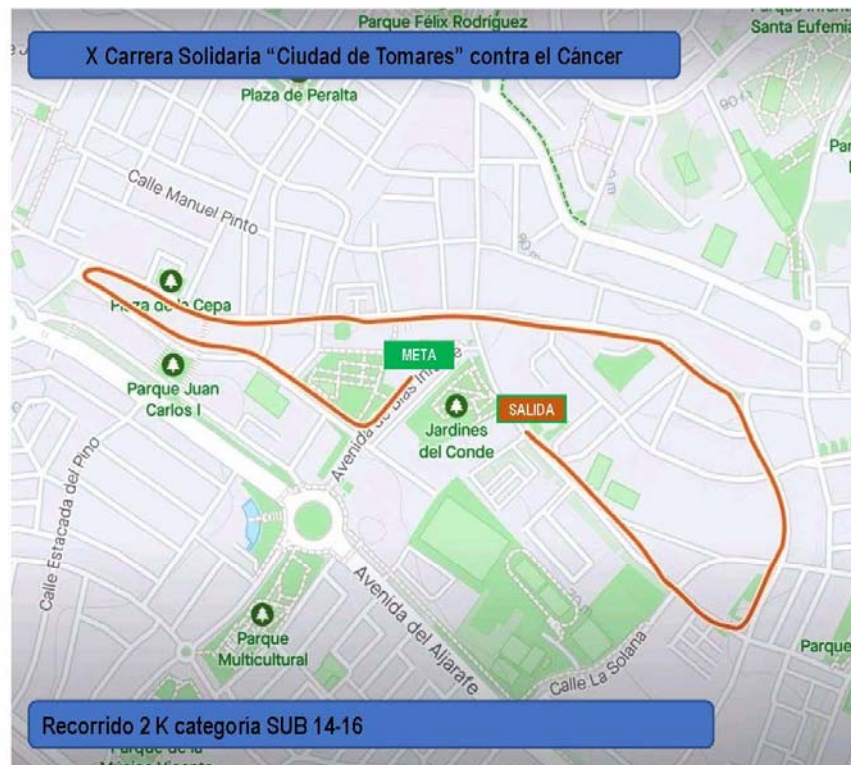 Parque Félix Rodríguez
Santa Eufemia
X Carrera Solidaria “Ciudad de Tomares” contra el Cáncer
Plaza de Peralta
90 m
Calle Manuel Pinto
90 m
Plaza de la Cepa
META
Parque Juan
Carlos I
SALIDA
Avenida de Blas Infante
Jardines
del Conde
Calle Estacada del Pino
Avenida del Aljarafe
Parque
Multicultural
Calle La Solana
Parque
Recorrido 2 K categoría SUB 14-16